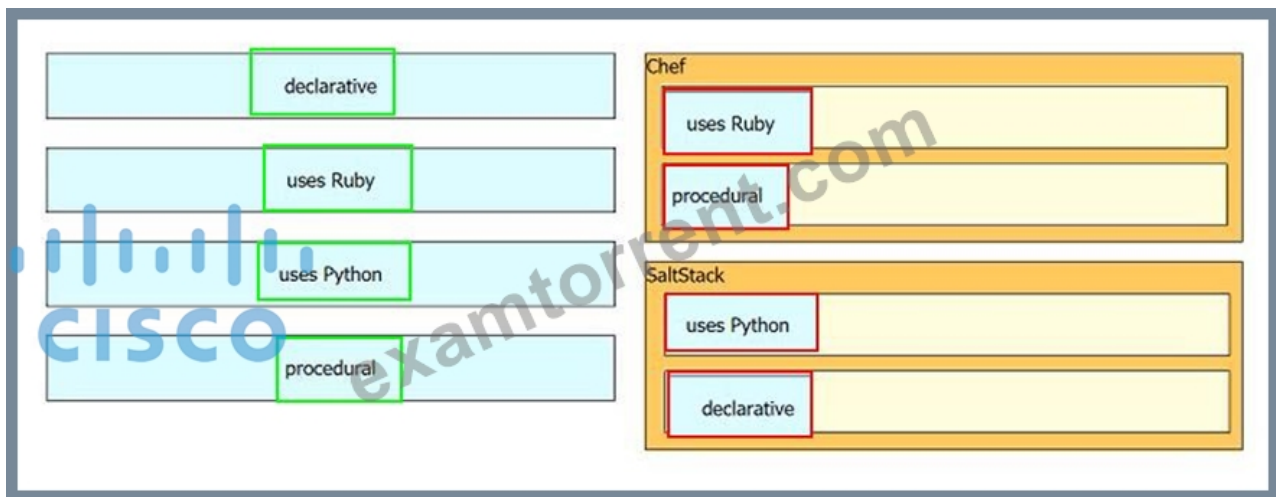 declarative
uses Ruby
uses Python
procedural
CISCO
Chef
uses Ruby
procedural
SaltStack
uses Python
declarative
examtorrent.com